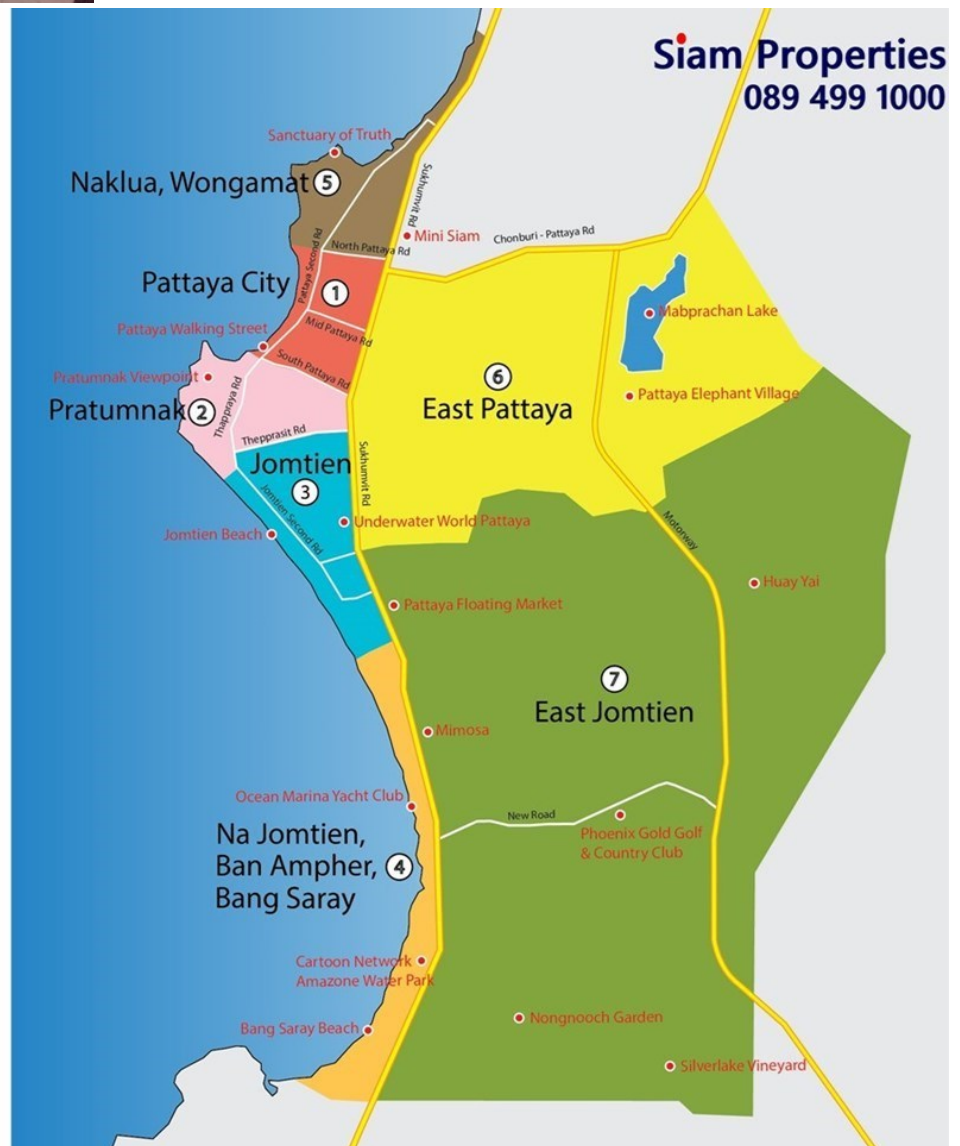 Siam Properties
089 499 1000
Sanctuary of Truth
Naklua, Wongamat 5
Sukhumvit Rd
Mini Siam
Chonburi - Pattaya Rd
North Pattaya Rd
Pattaya Second Rd
Pattaya City
1
Mabprachan Lake
Mid Pattaya Rd
Pattaya Walking Street
South Pattaya Rd
Pratumnak Viewpoint
6
East Pattaya
Pattaya Elephant Village
Pratumnak 2
Thappraya Rd
Thepprasit Rd
Jomtien
3
Sukhumvit Rd
Jomtien Second Rd
Underwater World Pattaya
Jomtien Beach
Motorway
Huay Yai
Pattaya Floating Market
7
East Jomtien
Mimosa
Ocean Marina Yacht Club
New Road
Phoenix Gold Golf
& Country Club
Na Jomtien,
Ban Ampher, 4
Bang Saray
Cartoon Network
Amazone Water Park
Nongnooch Garden
Bang Saray Beach
Silverlake Vineyard